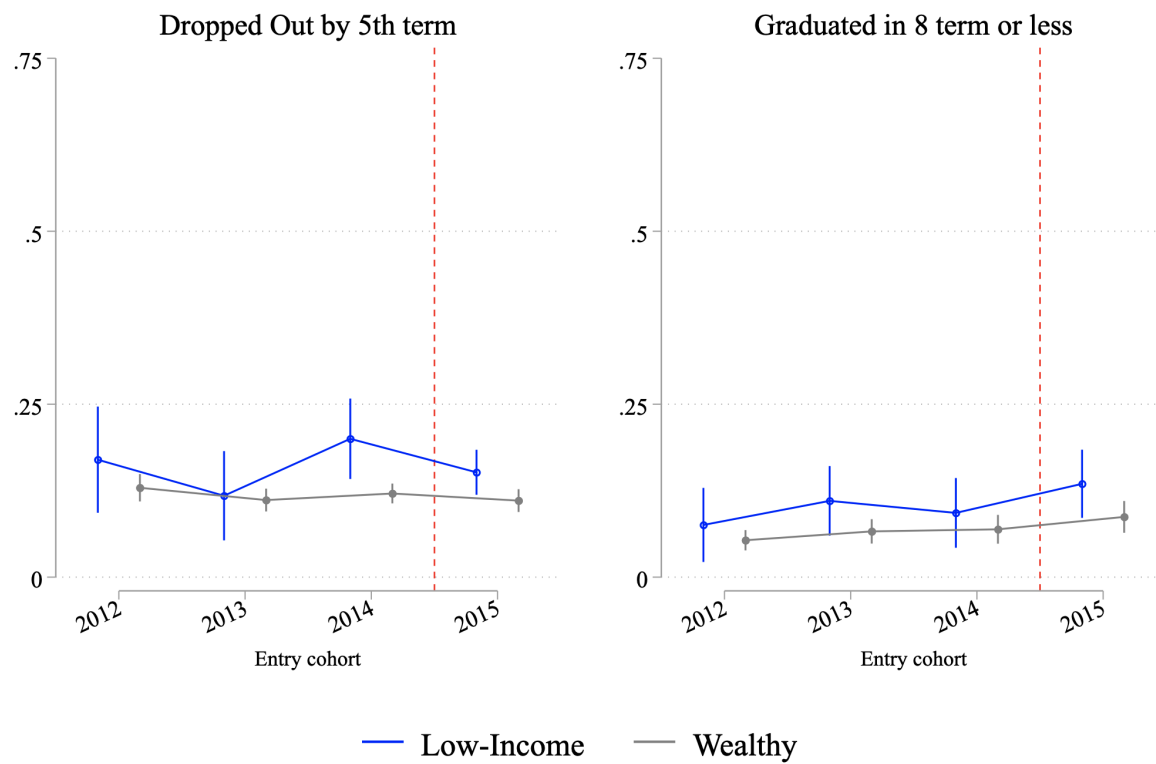 Dropped Out by 5th term
.75
.5
.25
0
2012 2013 2014 2015
Entry cohort
Graduated in 8 term or less
.75
.5
.25
0
2012 2013 2014 2015
Entry cohort
Low-Income Wealthy